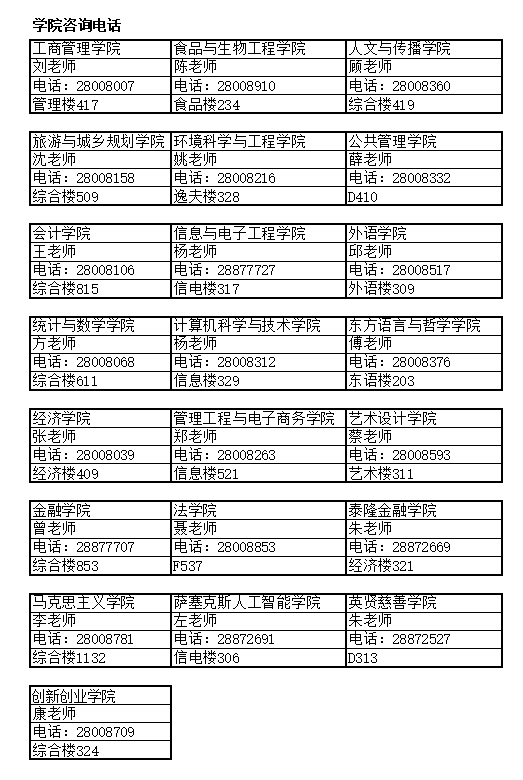 学院咨询电话
工商管理学院 食品与生物工程学院 人文与传播学院
刘老师 陈老师 顾老师
电话：28008007 电话：28008910 电话：28008360
管理楼417 食品楼234 综合楼419
旅游与城乡规划学院 环境科学与工程学院 公共管理学院
沈老师 姚老师 薛老师
电话：28008158 电话：28008216 电话：28008332
综合楼509 逸夫楼328 D410
会计学院 信息与电子工程学院 外语学院
王老师 杨老师 邱老师
电话：28008106 电话：28877727 电话：28008517
综合楼815 信电楼317 外语楼309
统计与数学学院 计算机科学与技术学院 东方语言与哲学学院
方老师 杨老师 傅老师
电话：28008068 电话：28008312 电话：28008376
综合楼611 信息楼329 东语楼203
经济学院 管理工程与电子商务学院 艺术设计学院
张老师 郑老师 蔡老师
电话：28008039 电话：28008263 电话：28008593
经济楼409 信息楼521 艺术楼311
金融学院 法学院 泰隆金融学院
曾老师 聂老师 朱老师
电话：28877707 电话：28008853 电话：28872669
综合楼853 F537 经济楼321
马克思主义学院 萨塞克斯人工智能学院 英贤慈善学院
李老师 左老师 朱老师
电话：28008781 电话：28872691 电话：28872527
综合楼1132 信电楼306 D313
创新创业学院
康老师
电话：28008709
综合楼324